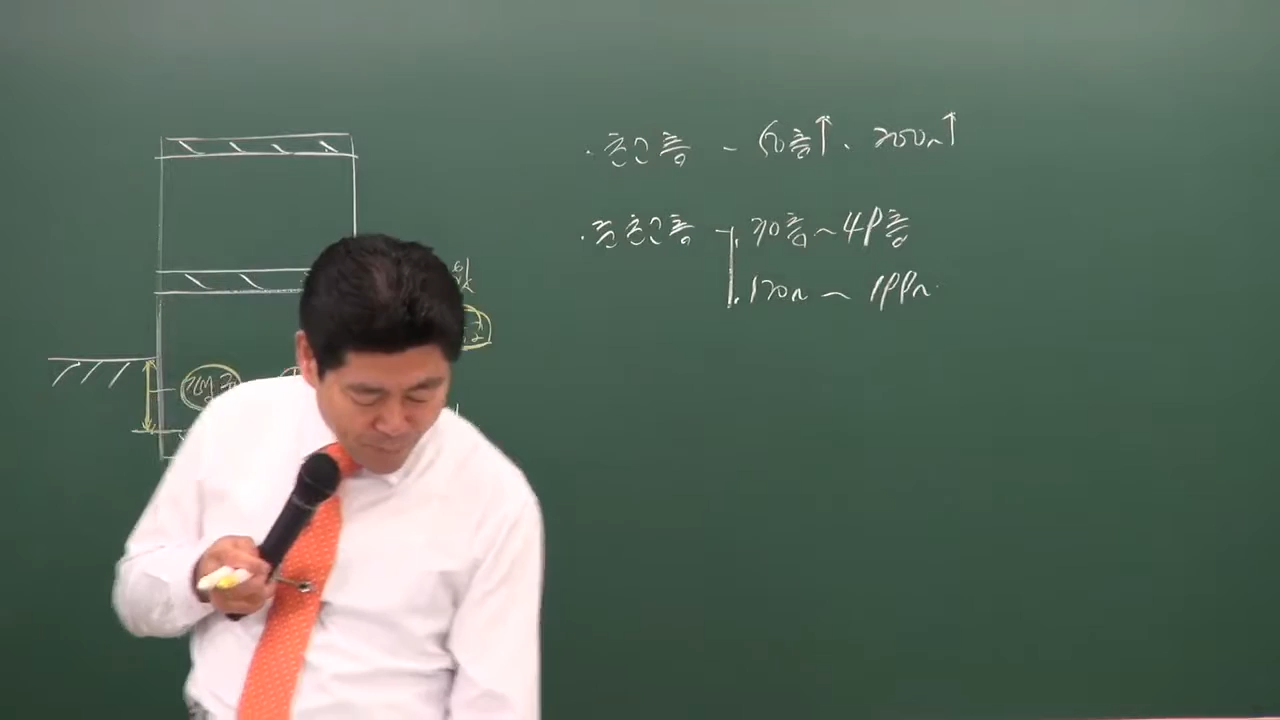 · 초고층 - 50층↑. 200m↑
· 준초고층 - . 30층 ~ 49층
. 120m ~ 199m